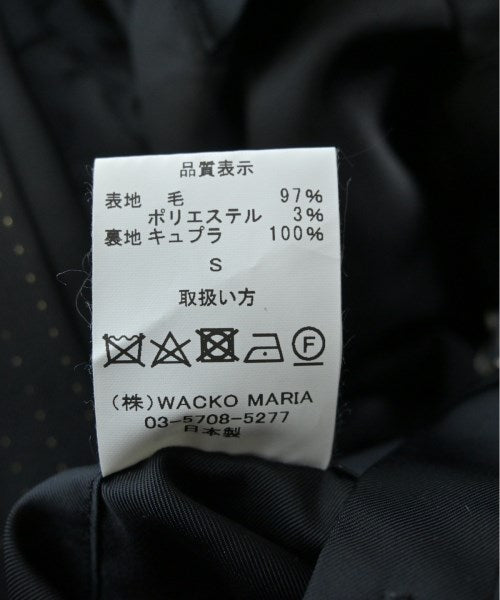 品質表示
表地 毛 97%
ポリエステル 3%
裏地 キュプラ 100%
S
取扱い方
F
(株)WACKO MARIA
03-5708-5277
日本製